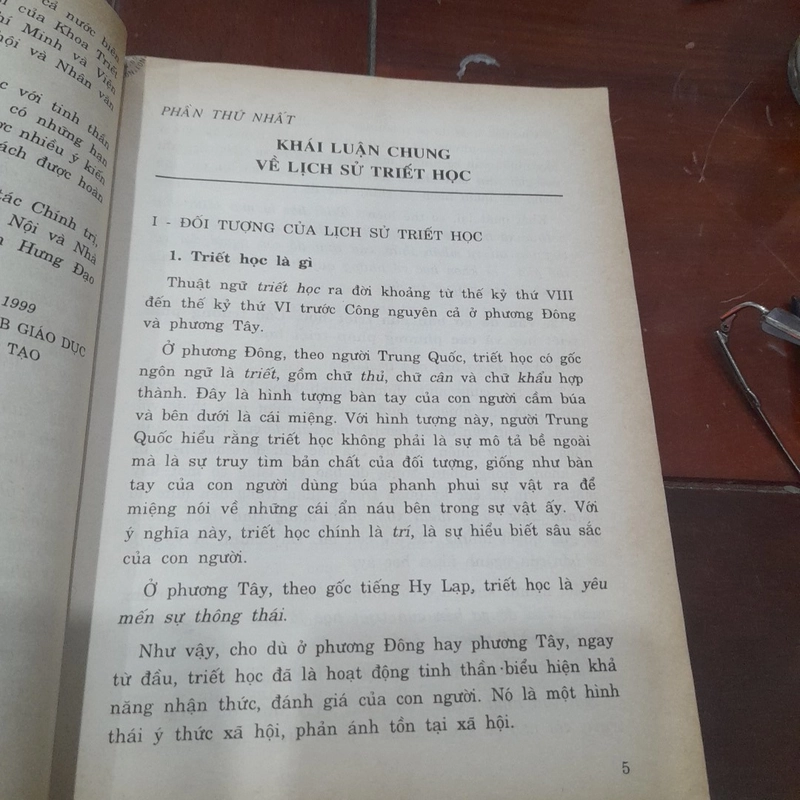 cả nước biên
của Khoa Triết
hí Minh và Viện
hội và Nhân văn
với tinh thần
có những hạn
nhiều ý kiến
ách được hoàn
tác Chính trị,
Nội và Nhà
Hưng Đạo
1999
B GIÁO DỤC
TẠO
PHẦN THỨ NHẤT
KHÁI LUẬN CHUNG
VỀ LỊCH SỬ TRIẾT HỌC
I - ĐỐI TƯỢNG CỦA LỊCH SỬ TRIẾT HỌC
1. Triết học là gì
Thuật ngữ triết học ra đời khoảng từ thế kỷ thứ VIII
đến thế kỷ thứ VI trước Công nguyên cả ở phương Đông
và phương Tây.
Ở phương Đông, theo người Trung Quốc, triết học có gốc
ngôn ngữ là triết, gồm chữ thủ, chữ cân và chữ khẩu hợp
thành. Đây là hình tượng bàn tay của con người cầm búa
và bên dưới là cái miệng. Với hình tượng này, người Trung
Quốc hiểu rằng triết học không phải là sự mô tả bề ngoài
mà là sự truy tìm bản chất của đối tượng, giống như bàn
tay của con người dùng búa phanh phui sự vật ra để
miệng nói về những cái ẩn náu bên trong sự vật ấy. Với
ý nghĩa này, triết học chính là trí, là sự hiểu biết sâu sắc
của con người.
Ở phương Tây, theo gốc tiếng Hy Lạp, triết học là yêu
mến sự thông thái.
Như vậy, cho dù ở phương Đông hay phương Tây, ngay
từ đầu, triết học đã là hoạt động tinh thần biểu hiện khả
năng nhận thức, đánh giá của con người. Nó là một hình
thái ý thức xã hội, phản ánh tồn tại xã hội.
5